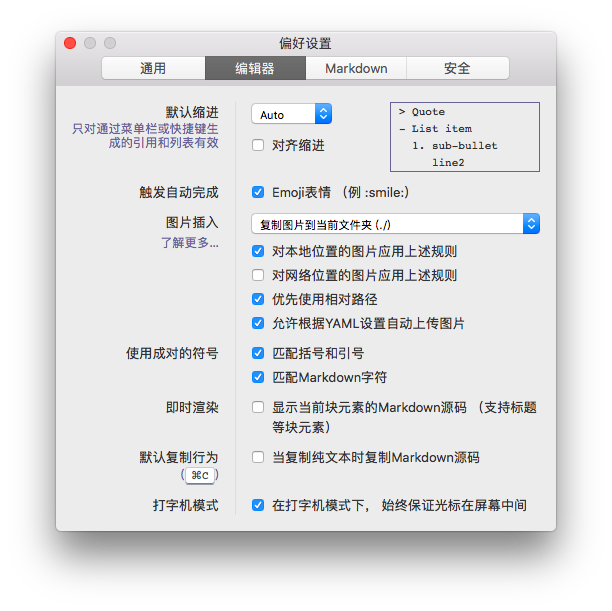 偏好设置
通用
编辑器
Markdown
安全
默认缩进
只对通过菜单栏或快捷键生
成的引用和列表有效
Auto
对齐缩进
> Quote
- List item
1. sub-bullet
line2
触发自动完成
Emoji表情 （例 :smile:）
图片插入
了解更多...
复制图片到当前文件夹 (./)
对本地位置的图片应用上述规则
对网络位置的图片应用上述规则
优先使用相对路径
允许根据YAML设置自动上传图片
使用成对的符号
匹配括号和引号
匹配Markdown字符
即时渲染
显示当前块元素的Markdown源码 （支持标题
等块元素）
默认复制行为
(⌘C)
当复制纯文本时复制Markdown源码
打字机模式
在打字机模式下， 始终保证光标在屏幕中间